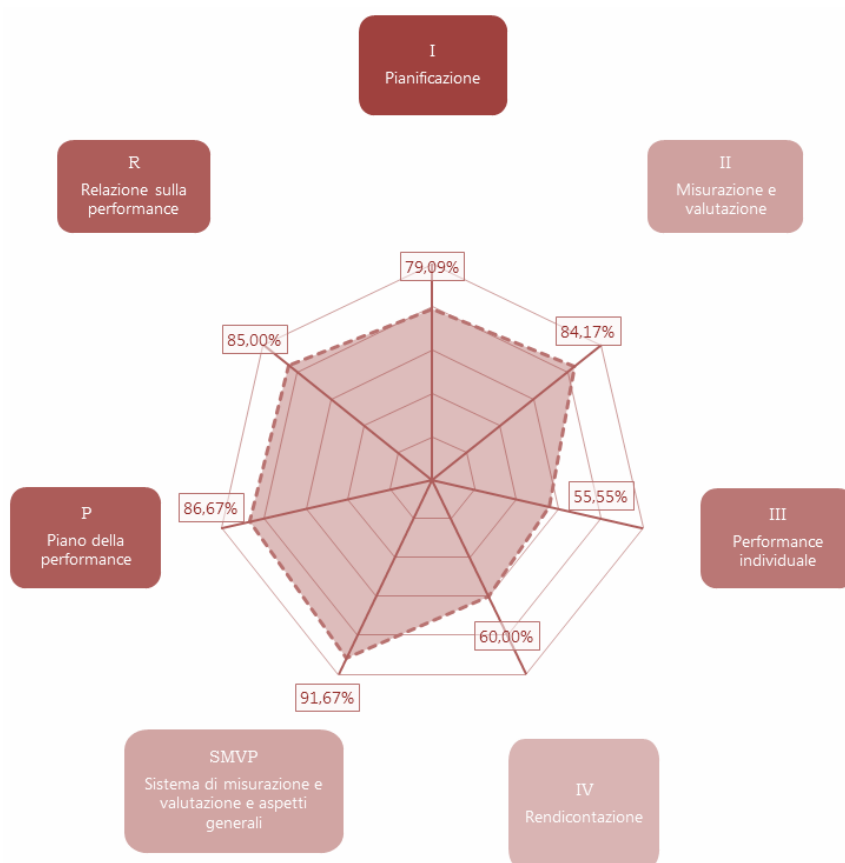 I
Pianificazione
R
Relazione sulla
performance
II
Misurazione e
valutazione
79,09%
85,00%
84,17%
86,67%
55,55%
P
Piano della
performance
III
Performance
individuale
60,00%
91,67%
SMVP
Sistema di misurazione e
valutazione e aspetti
generali
IV
Rendicontazione